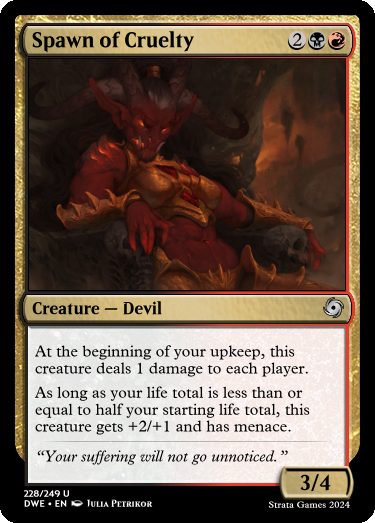 Spawn of Cruelty 2
Creature — Devil
At the beginning of your upkeep, this
creature deals 1 damage to each player.
As long as your life total is less than or
equal to half your starting life total, this
creature gets +2/+1 and has menace.
“Your suffering will not go unnoticed.”
3/4
228/249 U
DWE • EN Julia Petrikor
Strata Games 2024